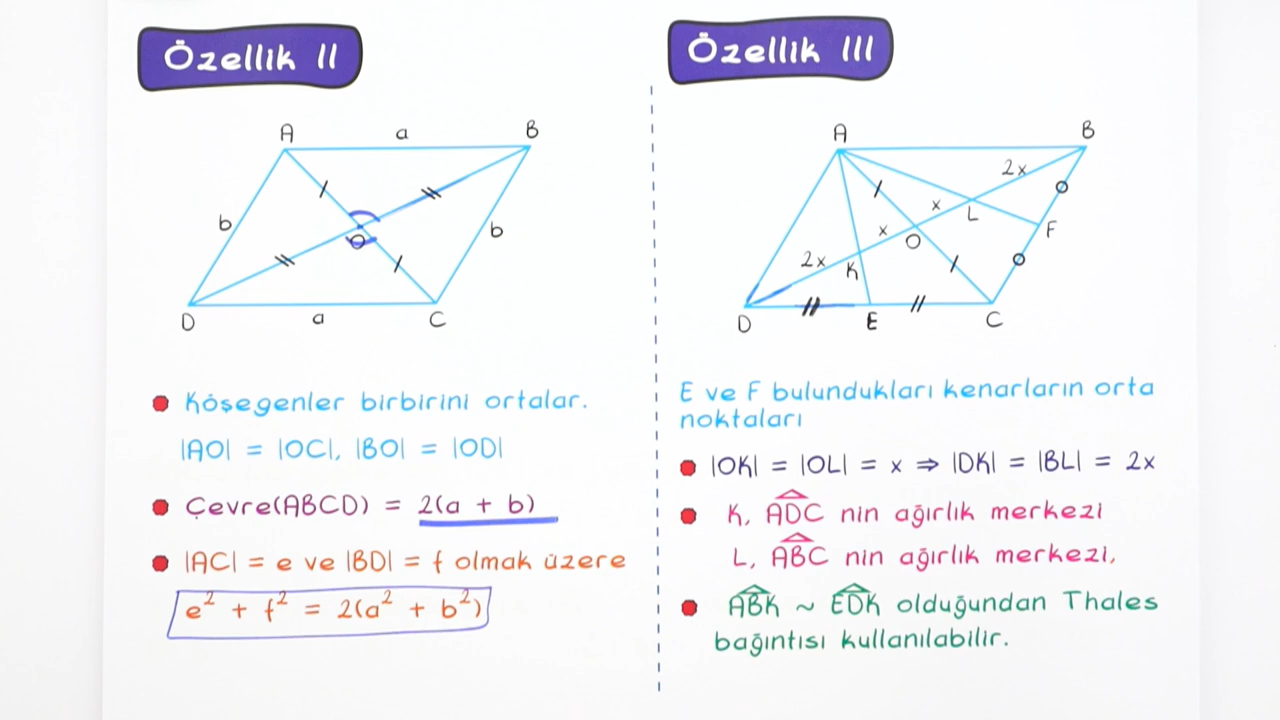 Özellik II
A
a
B
b
O
b
D
a
C
Köşegenler birbirini ortalar.
|AO| = |OC|, |BO| = |OD|
Çevre(ABCD) = 2(a + b)
|AC| = e ve |BD| = f olmak üzere
e² + f² = 2(a² + b²)
Özellik III
A
B
2x
x
L
x
F
O
2x
K
D
E
C
E ve F bulundukları kenarların orta
noktaları
|OK| = |OL| = x ⇒ |DK| = |BL| = 2x
K, ADC nin ağırlık merkezi
L, ABC nin ağırlık merkezi,
ABK ~ EDK olduğundan Thales
bağıntısı kullanılabilir.